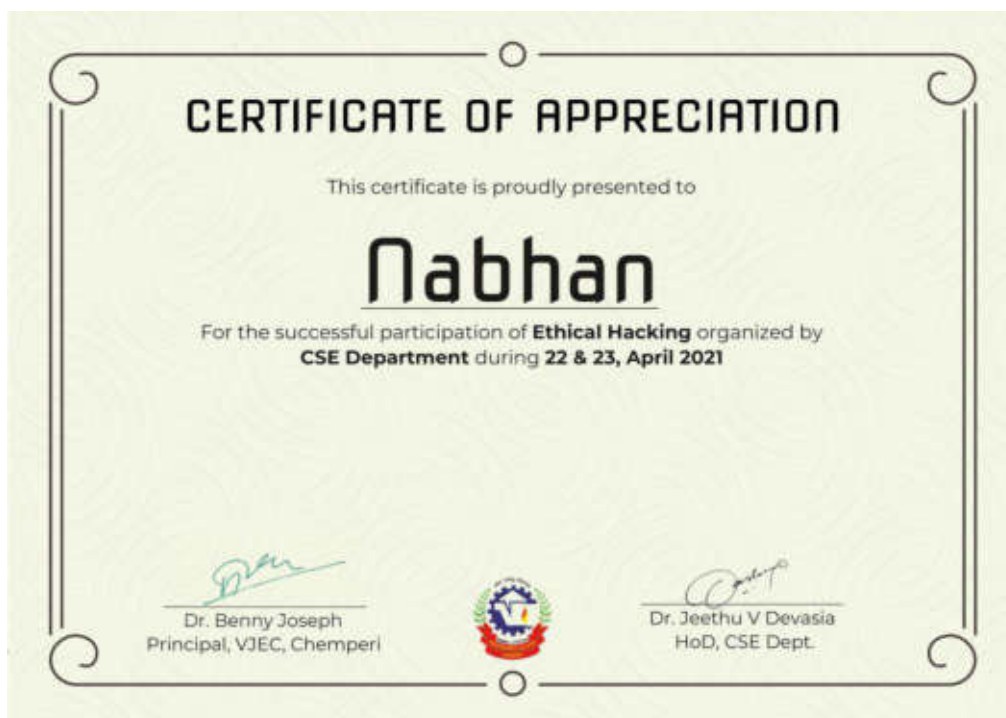 CERTIFICATE OF APPRECIATION
This certificate is proudly presented to
Nabhan
For the successful participation of Ethical Hacking organized by
CSE Department during 22 & 23, April 2021
Dr. Benny Joseph
Principal, VJEC, Chemperi
Dr. Jeethu V Devasia
HoD, CSE Dept.